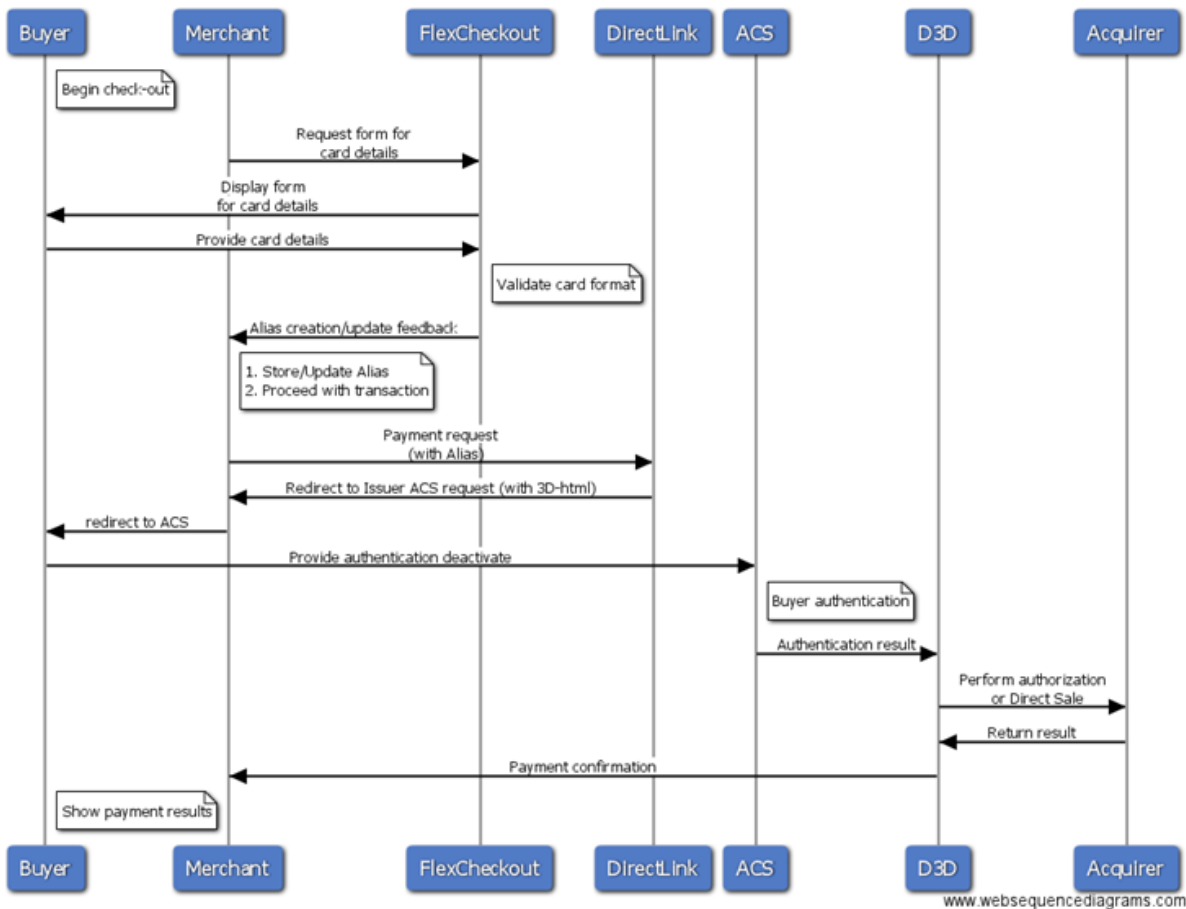 Buyer
Merchant
FlexCheckout
DirectLink
ACS
D3D
Acquirer
Begin check-out
Request form for
card details
Display form
for card details
Provide card details
Validate card format
Alias creation/update feedback
1. Store/Update Alias
2. Proceed with transaction
Payment request
(with Alias)
Redirect to Issuer ACS request (with 3D-html)
redirect to ACS
Provide authentication deactivate
Buyer authentication
Authentication result
Perform authorization
or Direct Sale
Return result
Payment confirmation
Show payment results
Buyer
Merchant
FlexCheckout
DirectLink
ACS
D3D
Acquirer
www.websequencediagrams.com